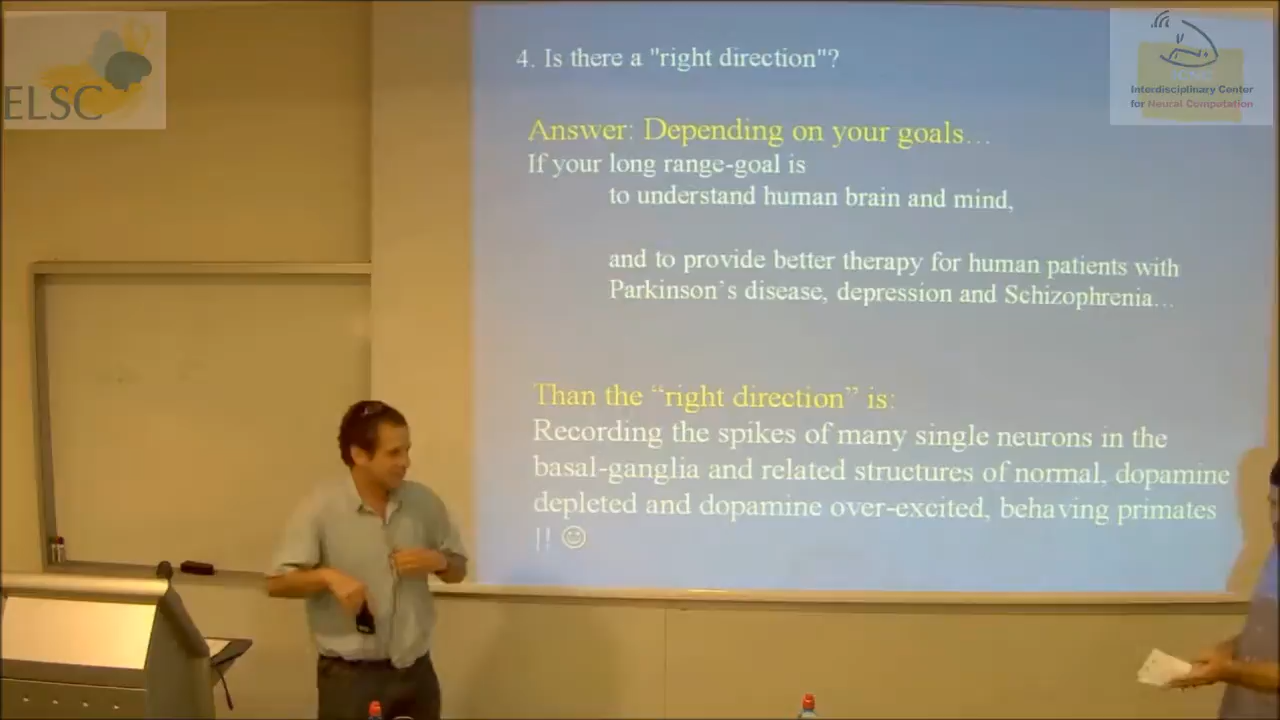 ELSC
ICNC
Interdisciplinary Center
for Neural Computation
4. Is there a "right direction"?
Answer: Depending on your goals…
If your long range-goal is
to understand human brain and mind,
and to provide better therapy for human patients with
Parkinson's disease, depression and Schizophrenia…
Than the “right direction” is:
Recording the spikes of many single neurons in the
basal-ganglia and related structures of normal, dopamine
depleted and dopamine over-excited, behaving primates
!! ☺